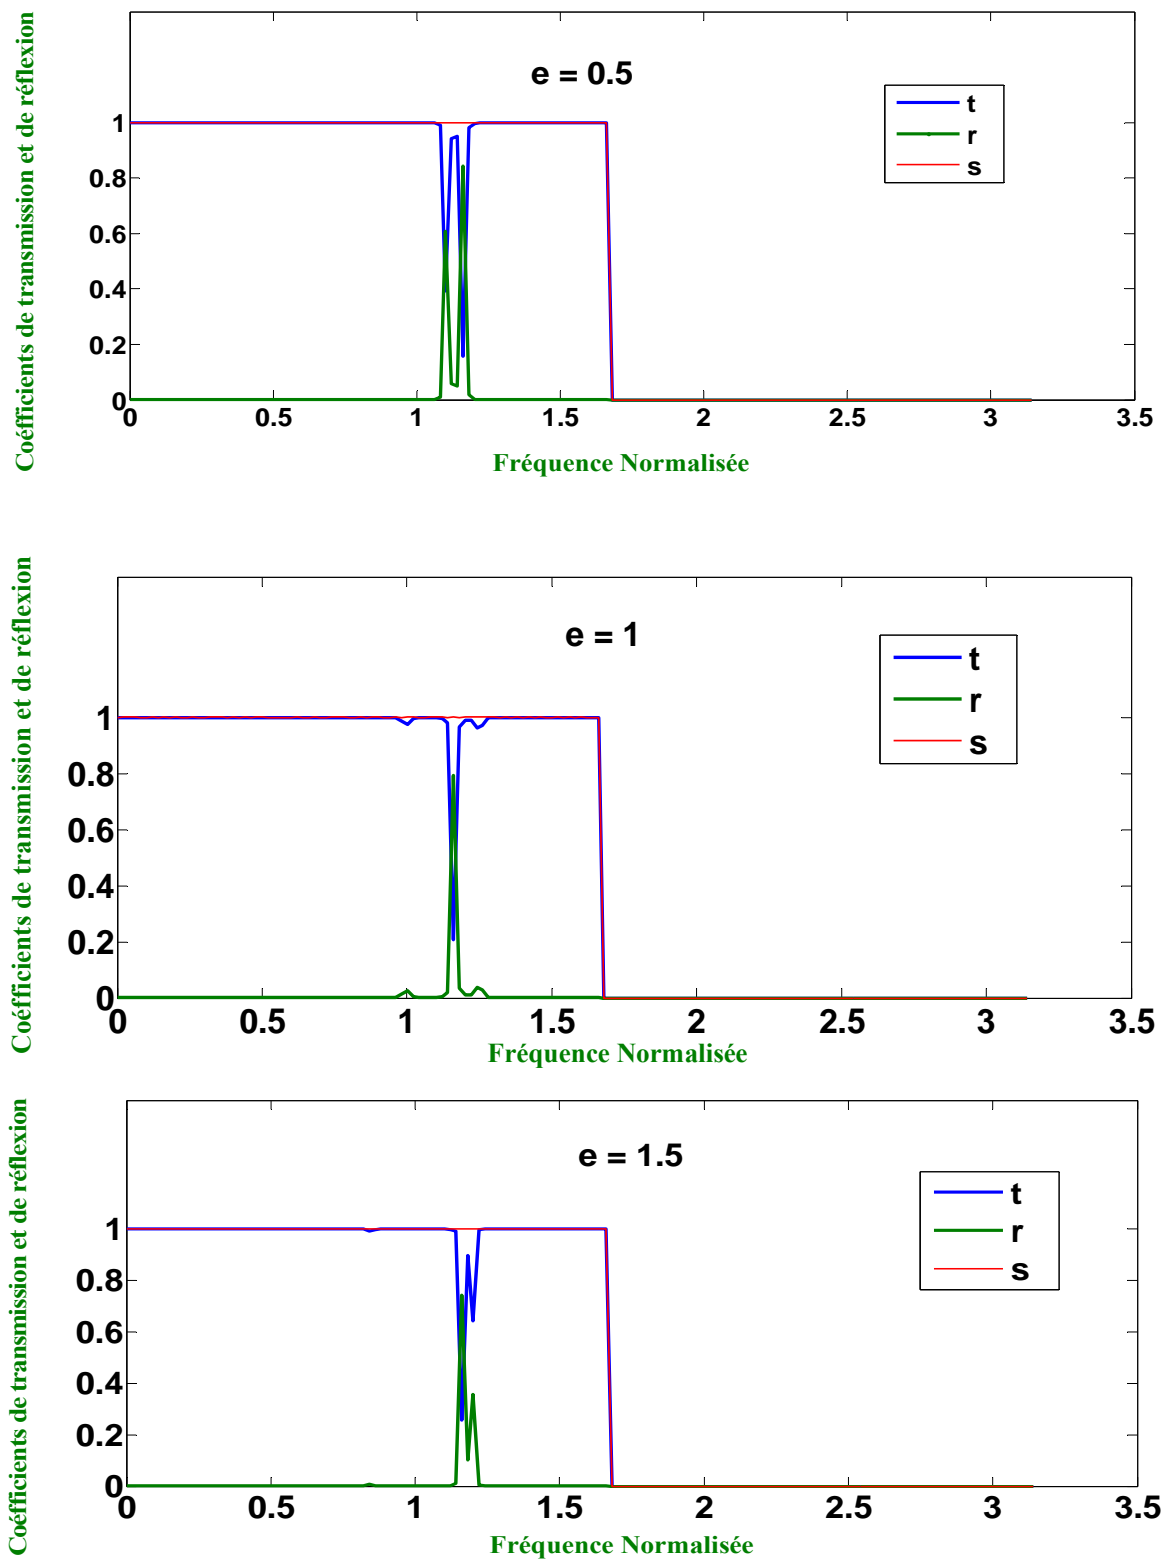 Coéfficients de transmission et de réflexion
e = 0.5
t
r
s
1
0.8
0.6
0.4
0.2
0
0 0.5 1 1.5 2 2.5 3 3.5
Fréquence Normalisée
Coéfficients de transmission et de réflexion
e = 1
t
r
s
1
0.8
0.6
0.4
0.2
0
0 0.5 1 1.5 2 2.5 3 3.5
Fréquence Normalisée
Coéfficients de transmission et de réflexion
e = 1.5
t
r
s
1
0.8
0.6
0.4
0.2
0
0 0.5 1 1.5 2 2.5 3 3.5
Fréquence Normalisée